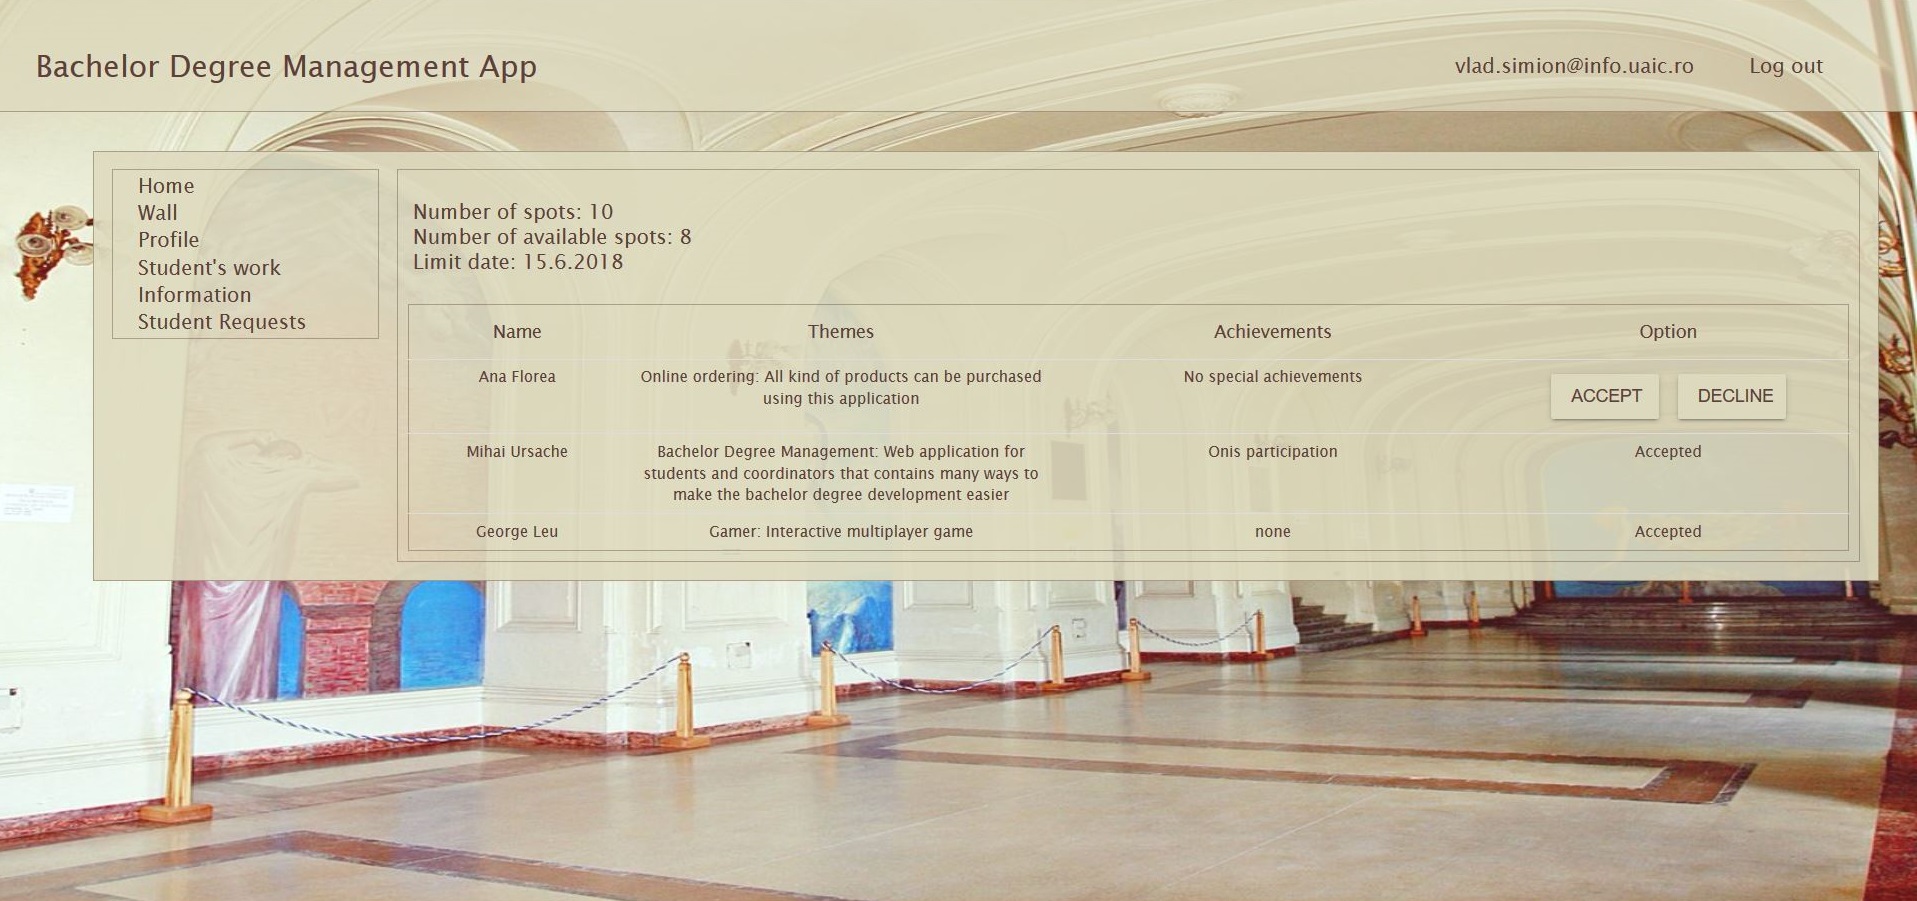 Bachelor Degree Management App
vlad.simion@info.uaic.ro
Log out
Home
Wall
Profile
Student's work
Information
Student Requests
Number of spots: 10
Number of available spots: 8
Limit date: 15.6.2018
Name Themes Achievements Option
Ana Florea
Online ordering: All kind of products can be purchased
using this application
No special achievements
ACCEPT DECLINE
Mihai Ursache
Bachelor Degree Management: Web application for
students and coordinators that contains many ways to
make the bachelor degree development easier
Onis participation
Accepted
George Leu
Gamer: Interactive multiplayer game
none
Accepted